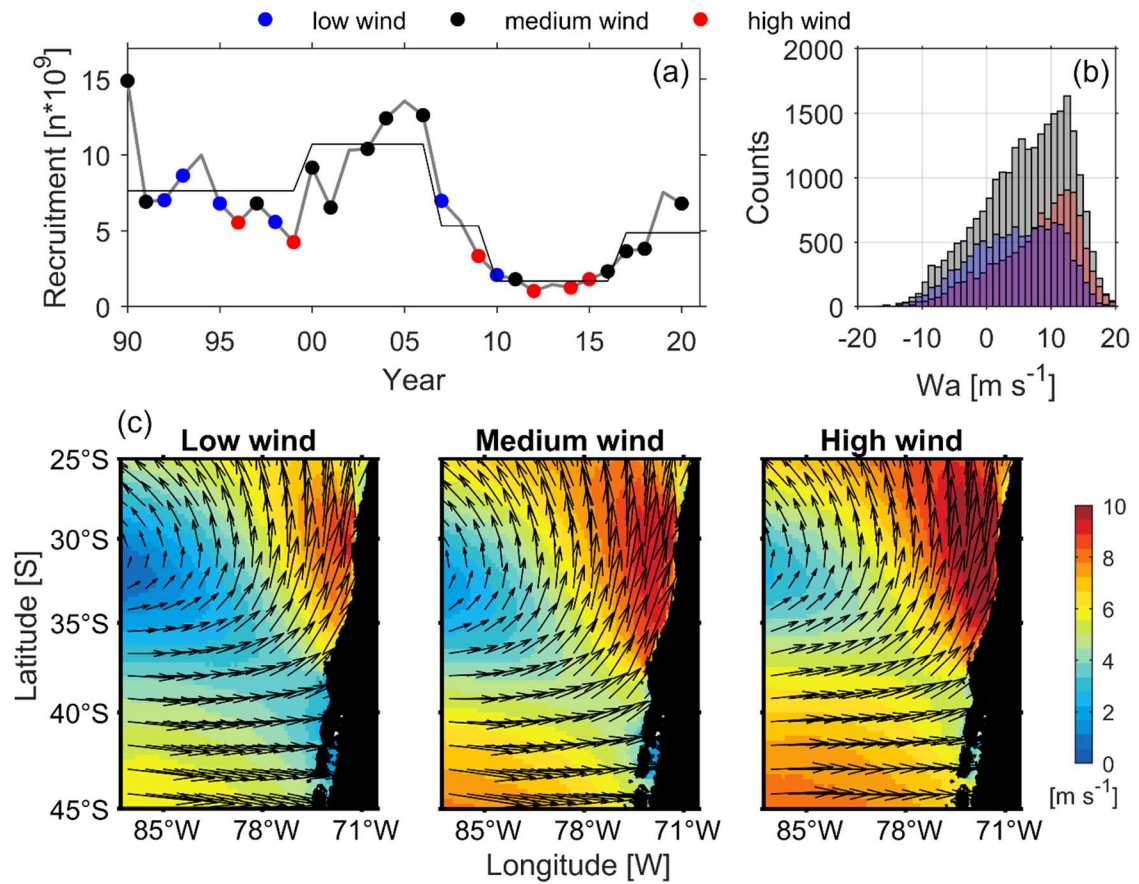 low wind medium wind high wind
(a)
Recruitment [n*10^9]
15
10
5
0
90 95 00 05 10 15 20
Year
(b)
Counts
2000
1500
1000
500
0
-20 -10 0 10 20
Wa [m s^-1]
(c)
Low wind Medium wind High wind
Latitude [S]
25°S
30°S
35°S
40°S
45°S
85°W 78°W 71°W 85°W 78°W 71°W 85°W 78°W 71°W
Longitude [W]
10
8
6
4
2
0
[m s^-1]